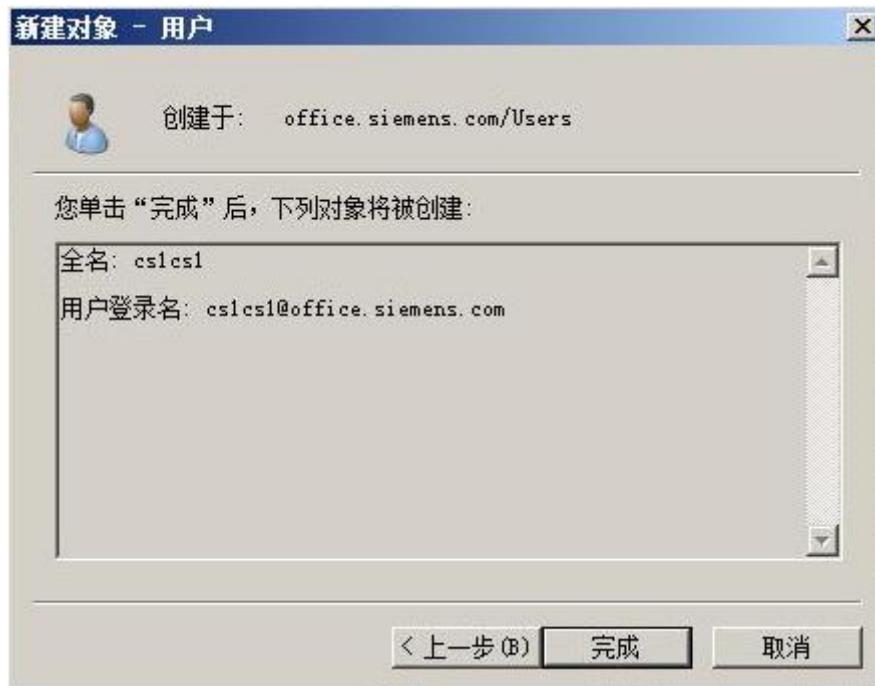 新建对象 - 用户
创建于: office.siemens.com/Users
您单击“完成”后，下列对象将被创建:
全名: cs1cs1
用户登录名: cs1cs1@office.siemens.com
< 上一步(B)
完成
取消